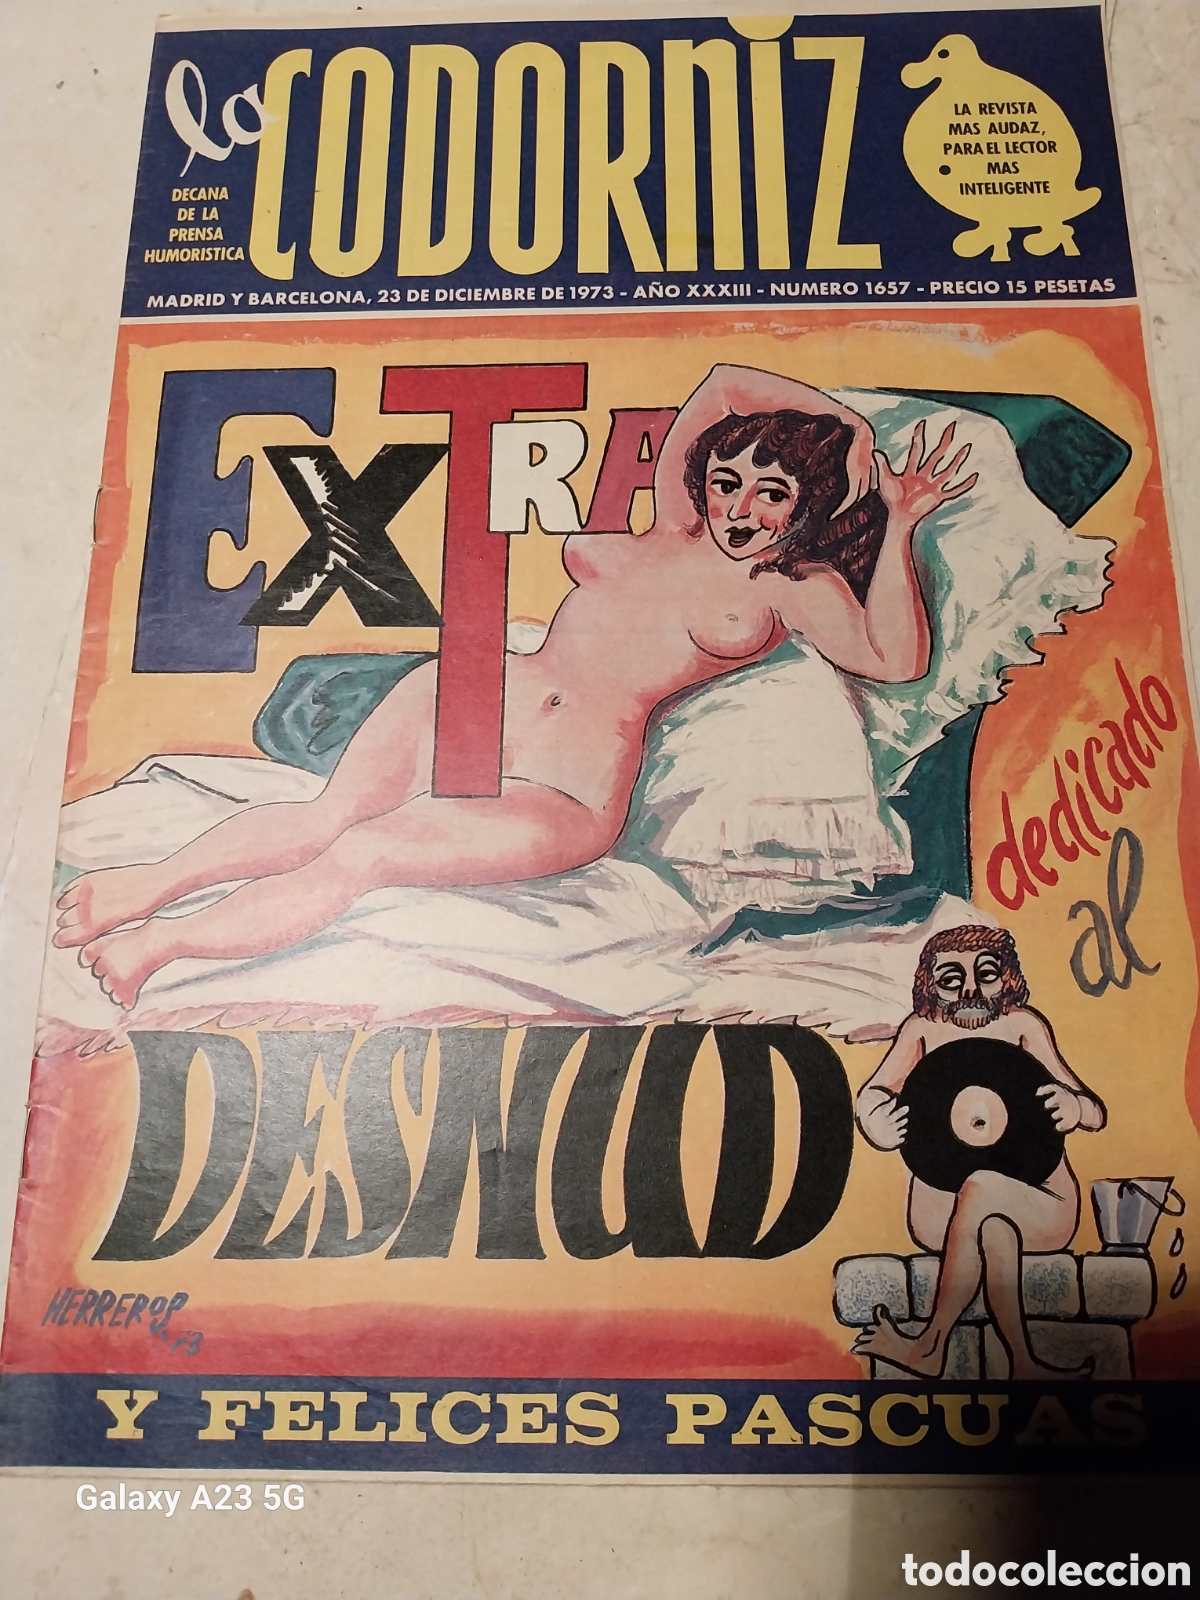 la CODORNIZ
DECANA
DE LA
PRENSA
HUMORISTICA
LA REVISTA
MAS AUDAZ,
PARA EL LECTOR
MAS
INTELIGENTE
MADRID Y BARCELONA, 23 DE DICIEMBRE DE 1973 - AÑO XXXIII - NUMERO 1657 - PRECIO 15 PESETAS
EXTRA
dedicado
al
DESNUDO
HERREROS
73
Y FELICES PASCUAS
Galaxy A23 5G
todocoleccion